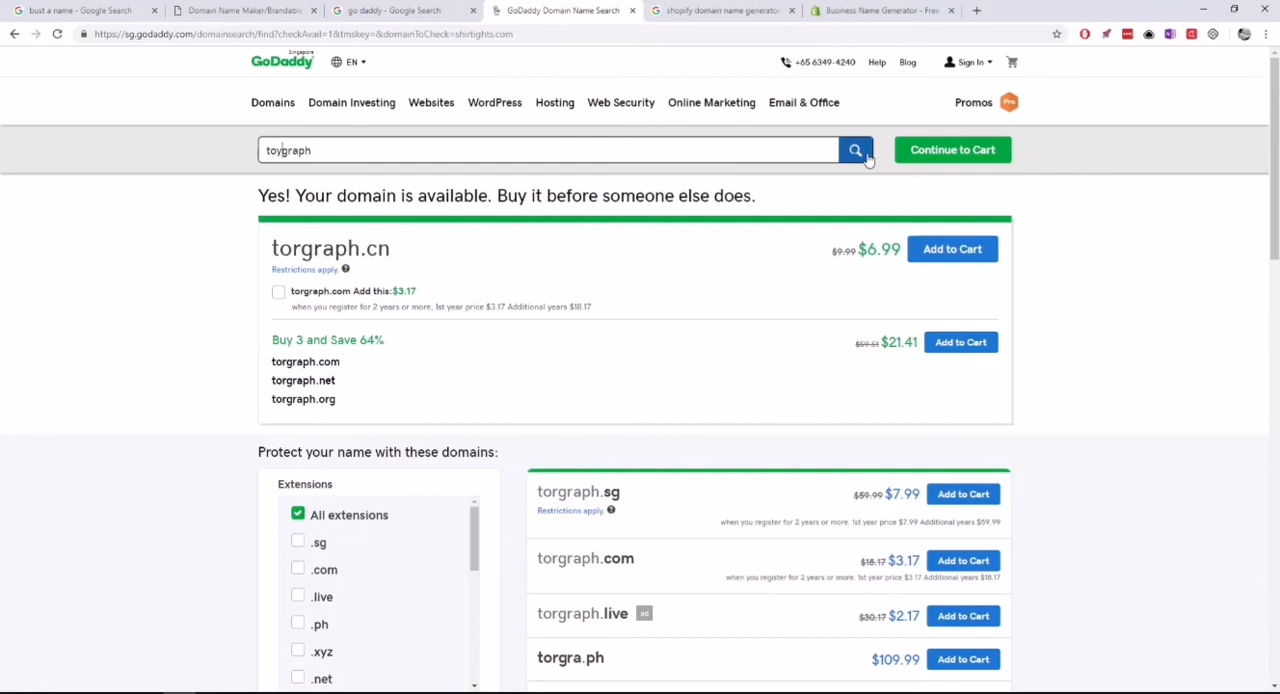 bust a name - Google Search
Domain Name Maker/Brandable
go daddy - Google Search
GoDaddy Domain Name Search
shopify domain name generator
Business Name Generator - Free
https://sg.godaddy.com/domainsearch/find?checkAvail=1&tmskey=&domainToCheck=shirtights.com
Singapore
GoDaddy
EN
+65 6349-4240
Help
Blog
Sign In
Domains
Domain Investing
Websites
WordPress
Hosting
Web Security
Online Marketing
Email & Office
Promos
Pro
toygraph
Continue to Cart
Yes! Your domain is available. Buy it before someone else does.
torgraph.cn
$9.99 $6.99
Add to Cart
Restrictions apply.
torgraph.com Add this:$3.17
when you register for 2 years or more, 1st year price $3.17 Additional years $18.17
Buy 3 and Save 64%
$59.51 $21.41
Add to Cart
torgraph.com
torgraph.net
torgraph.org
Protect your name with these domains:
Extensions
All extensions
.sg
.com
.live
.ph
.xyz
.net
torgraph.sg
$59.99 $7.99
Add to Cart
Restrictions apply.
when you register for 2 years or more. 1st year price $7.99 Additional years $59.99
torgraph.com
$18.17 $3.17
Add to Cart
when you register for 2 years or more. 1st year price $3.17 Additional years $18.17
torgraph.live
ad
$30.17 $2.17
Add to Cart
torgra.ph
$109.99
Add to Cart